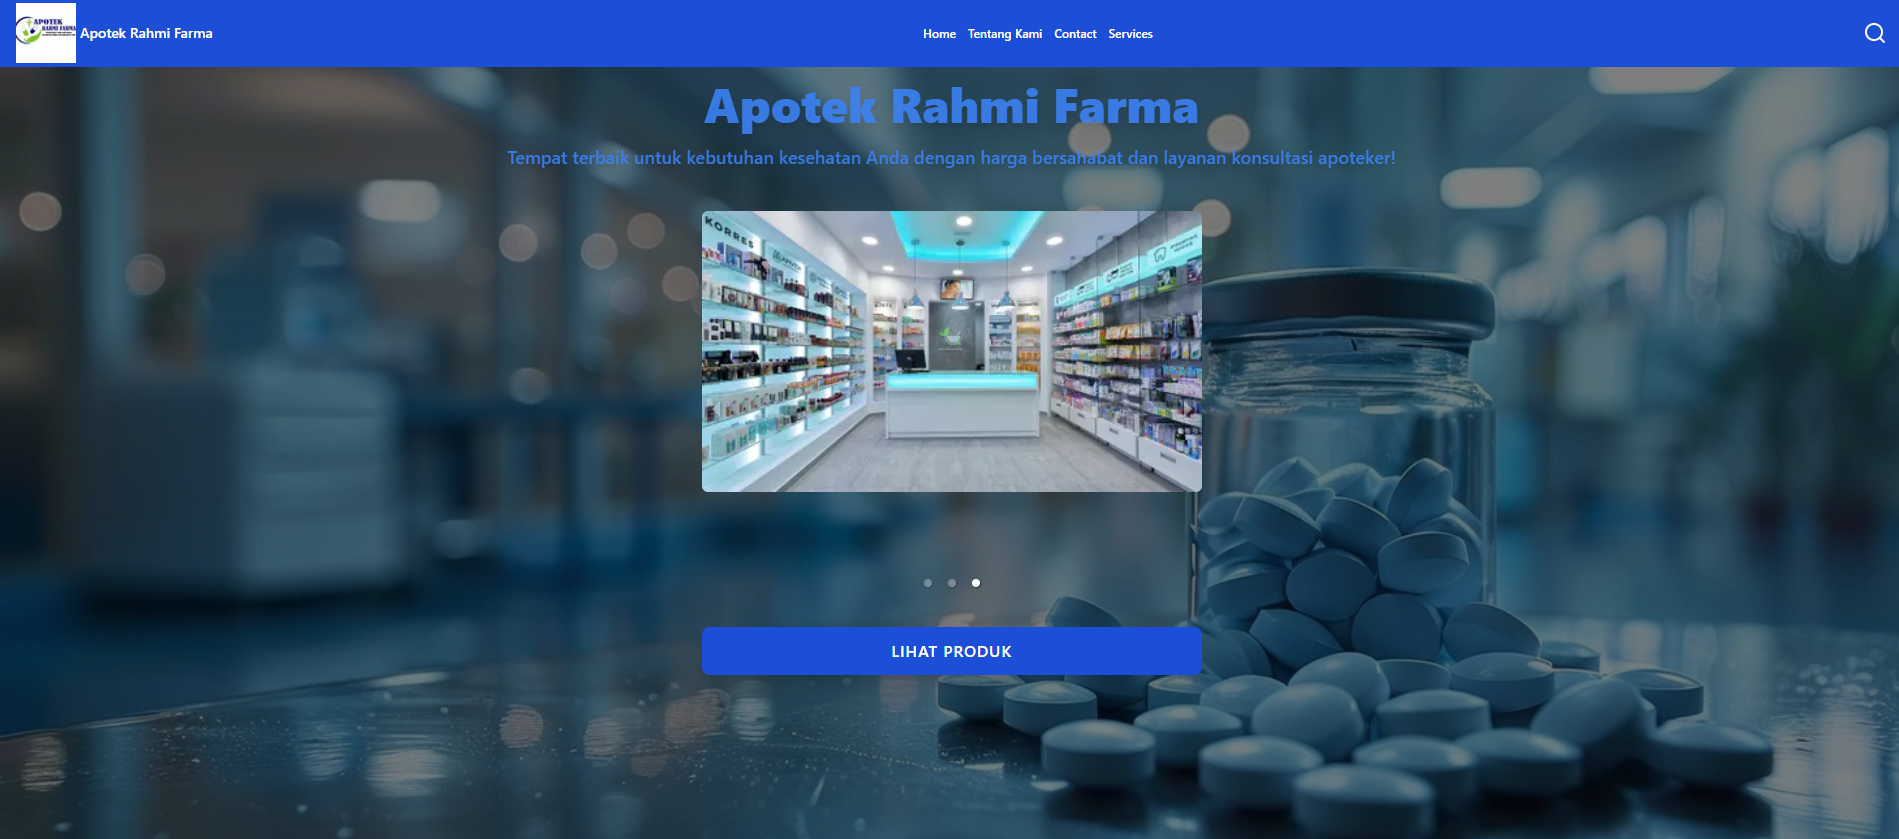 APOTEK
RAHMI FARMA
Apotek Rahmi Farma
Home
Tentang Kami
Contact
Services
Apotek Rahmi Farma
Tempat terbaik untuk kebutuhan kesehatan Anda dengan harga bersahabat dan layanan konsultasi apoteker!
KORRES
LIHAT PRODUK